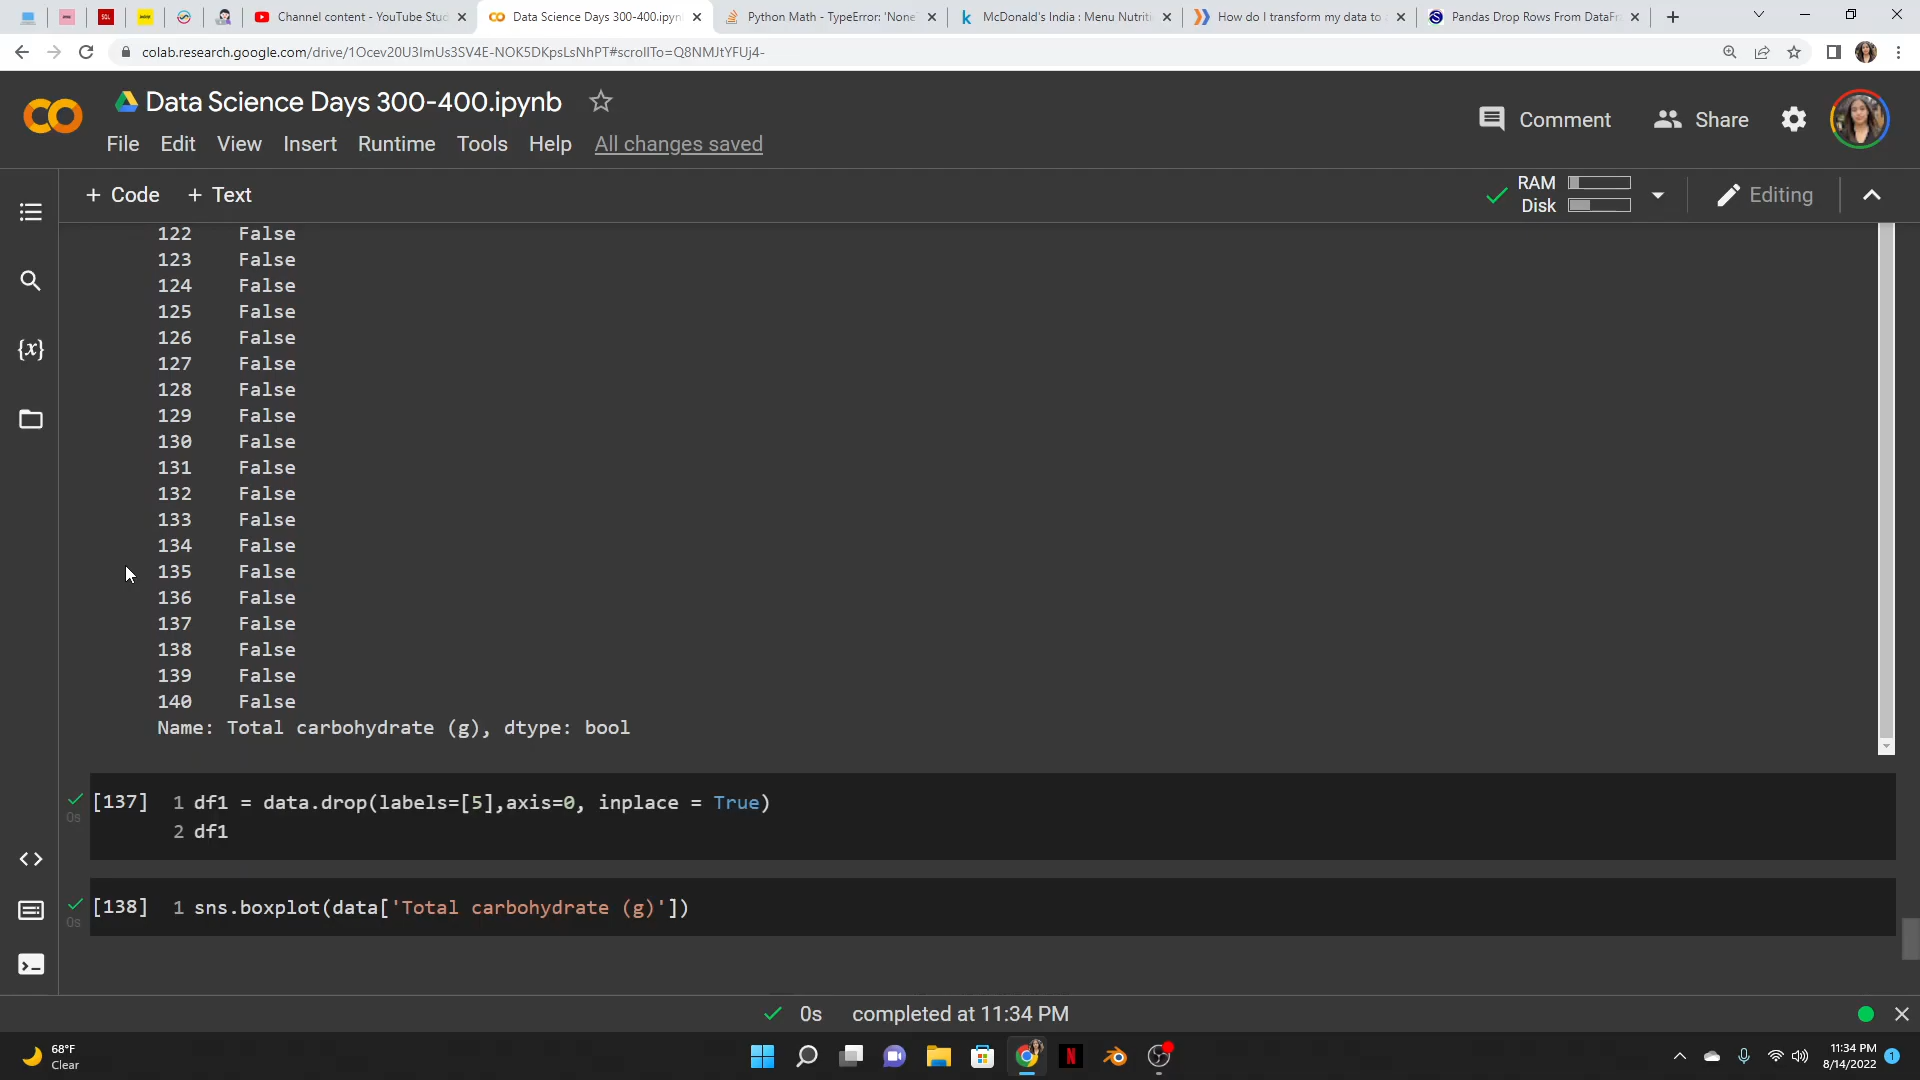 Channel content - YouTube Stud
Data Science Days 300-400.ipyn
Python Math - TypeError: 'None
McDonald's India : Menu Nutriti
How do I transform my data to
Pandas Drop Rows From DataFr
colab.research.google.com/drive/1Ocev20U3ImUs3SV4E-NOK5DKpsLsNhPT#scrollTo=Q8NMJtYFUj4-
CO Data Science Days 300-400.ipynb
Comment Share
File Edit View Insert Runtime Tools Help All changes saved
+ Code + Text
RAM
Disk
Editing
122 False
123 False
124 False
125 False
126 False
127 False
128 False
129 False
130 False
131 False
132 False
133 False
134 False
135 False
136 False
137 False
138 False
139 False
140 False
Name: Total carbohydrate (g), dtype: bool
{x}
[137] 1 df1 = data.drop(labels=[5],axis=0, inplace = True)
0s 2 df1
[138] 1 sns.boxplot(data['Total carbohydrate (g)'])
0s
0s completed at 11:34 PM
68°F
Clear
11:34 PM
8/14/2022
1